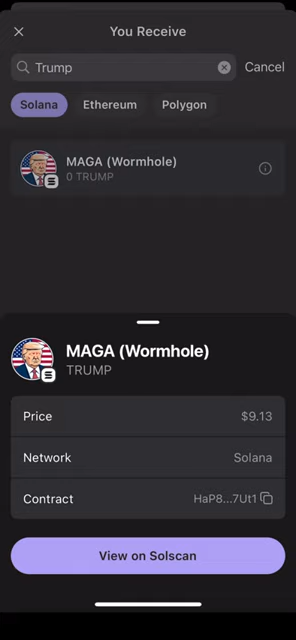 You Receive
Trump
Cancel
Solana
Ethereum
Polygon
MAGA (Wormhole)
0 TRUMP
MAGA (Wormhole)
TRUMP
Price
$9.13
Network
Solana
Contract
HaP8...7Ut1
View on Solscan